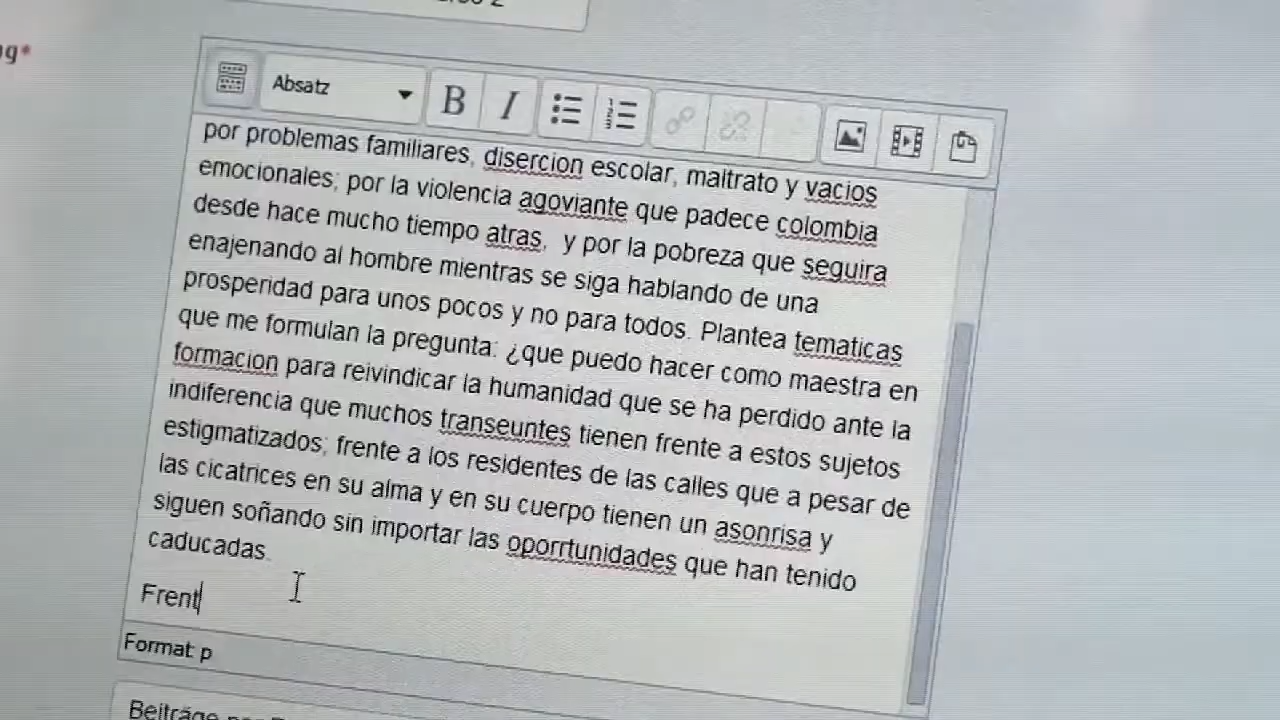 ng*
Absatz
B I
por problemas familiares, disercion escolar, maltrato y vacios
emocionales; por la violencia agoviante que padece colombia
desde hace mucho tiempo atras, y por la pobreza que seguira
enajenando al hombre mientras se siga hablando de una
prosperidad para unos pocos y no para todos. Plantea tematicas
que me formulan la pregunta: ¿que puedo hacer como maestra en
formacion para reivindicar la humanidad que se ha perdido ante la
indiferencia que muchos transeuntes tienen frente a estos sujetos
estigmatizados; frente a los residentes de las calles que a pesar de
las cicatrices en su alma y en su cuerpo tienen un asonrisa y
siguen soñando sin importar las oporrtunidades que han tenido
caducadas.
Frent
Format: p
Beiträge